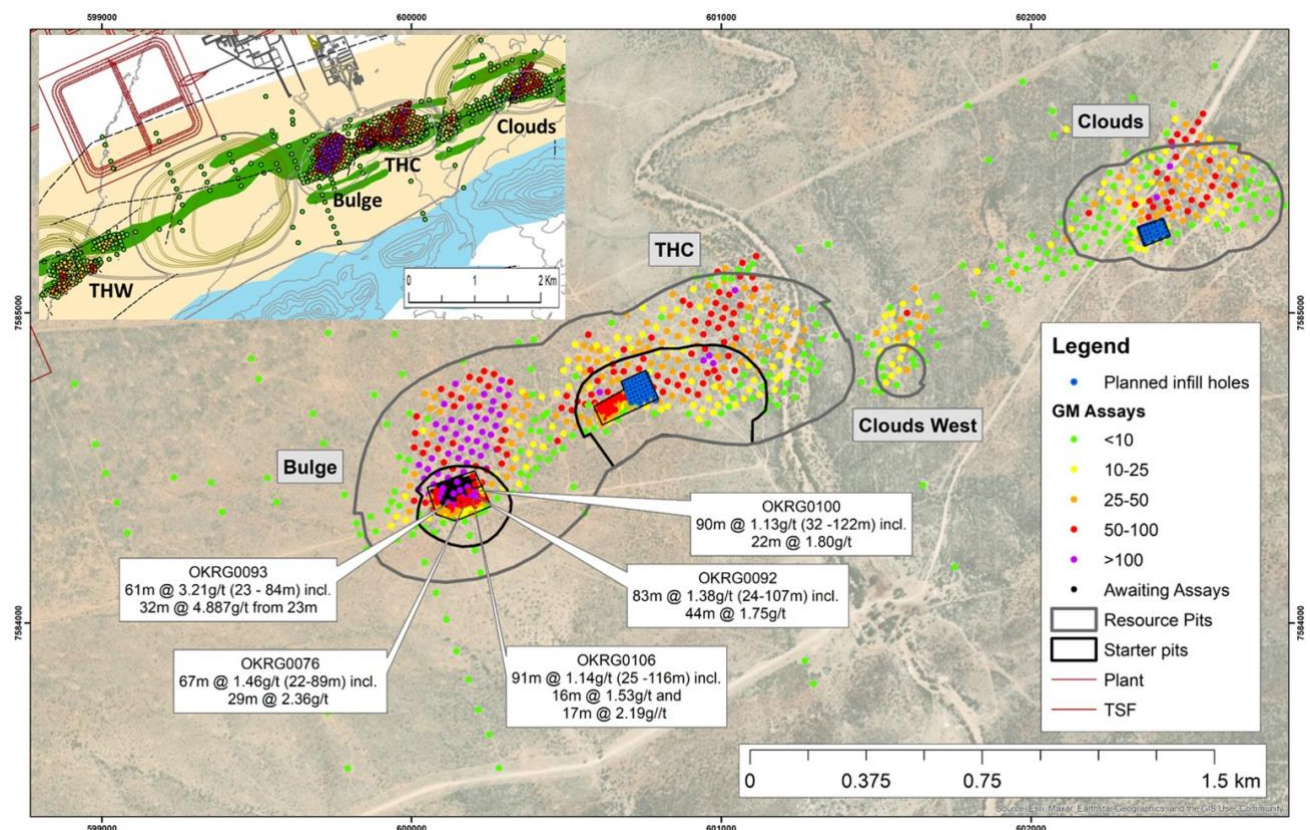 599000
600000
601000
602000
Clouds
THC
Bulge
THW
0
1
2 Km
Clouds
THC
7585000
7585000
Legend
Planned infill holes
GM Assays
<10
10-25
25-50
50-100
>100
Awaiting Assays
Resource Pits
Starter pits
Plant
TSF
Clouds West
Bulge
OKRG0100
90m @ 1.13g/t (32 -122m) incl.
22m @ 1.80g/t
OKRG0093
61m @ 3.21g/t (23 - 84m) incl.
32m @ 4.887g/t from 23m
OKRG0092
83m @ 1.38g/t (24-107m) incl.
44m @ 1.75g/t
7584000
7584000
OKRG0076
67m @ 1.46g/t (22-89m) incl.
29m @ 2.36g/t
OKRG0106
91m @ 1.14g/t (25 -116m) incl.
16m @ 1.53g/t and
17m @ 2.19g//t
0
0.375
0.75
1.5 km
Source: Esri, Maxar, Earthstar Geographics, and the GIS User Community
599000
600000
601000
602000